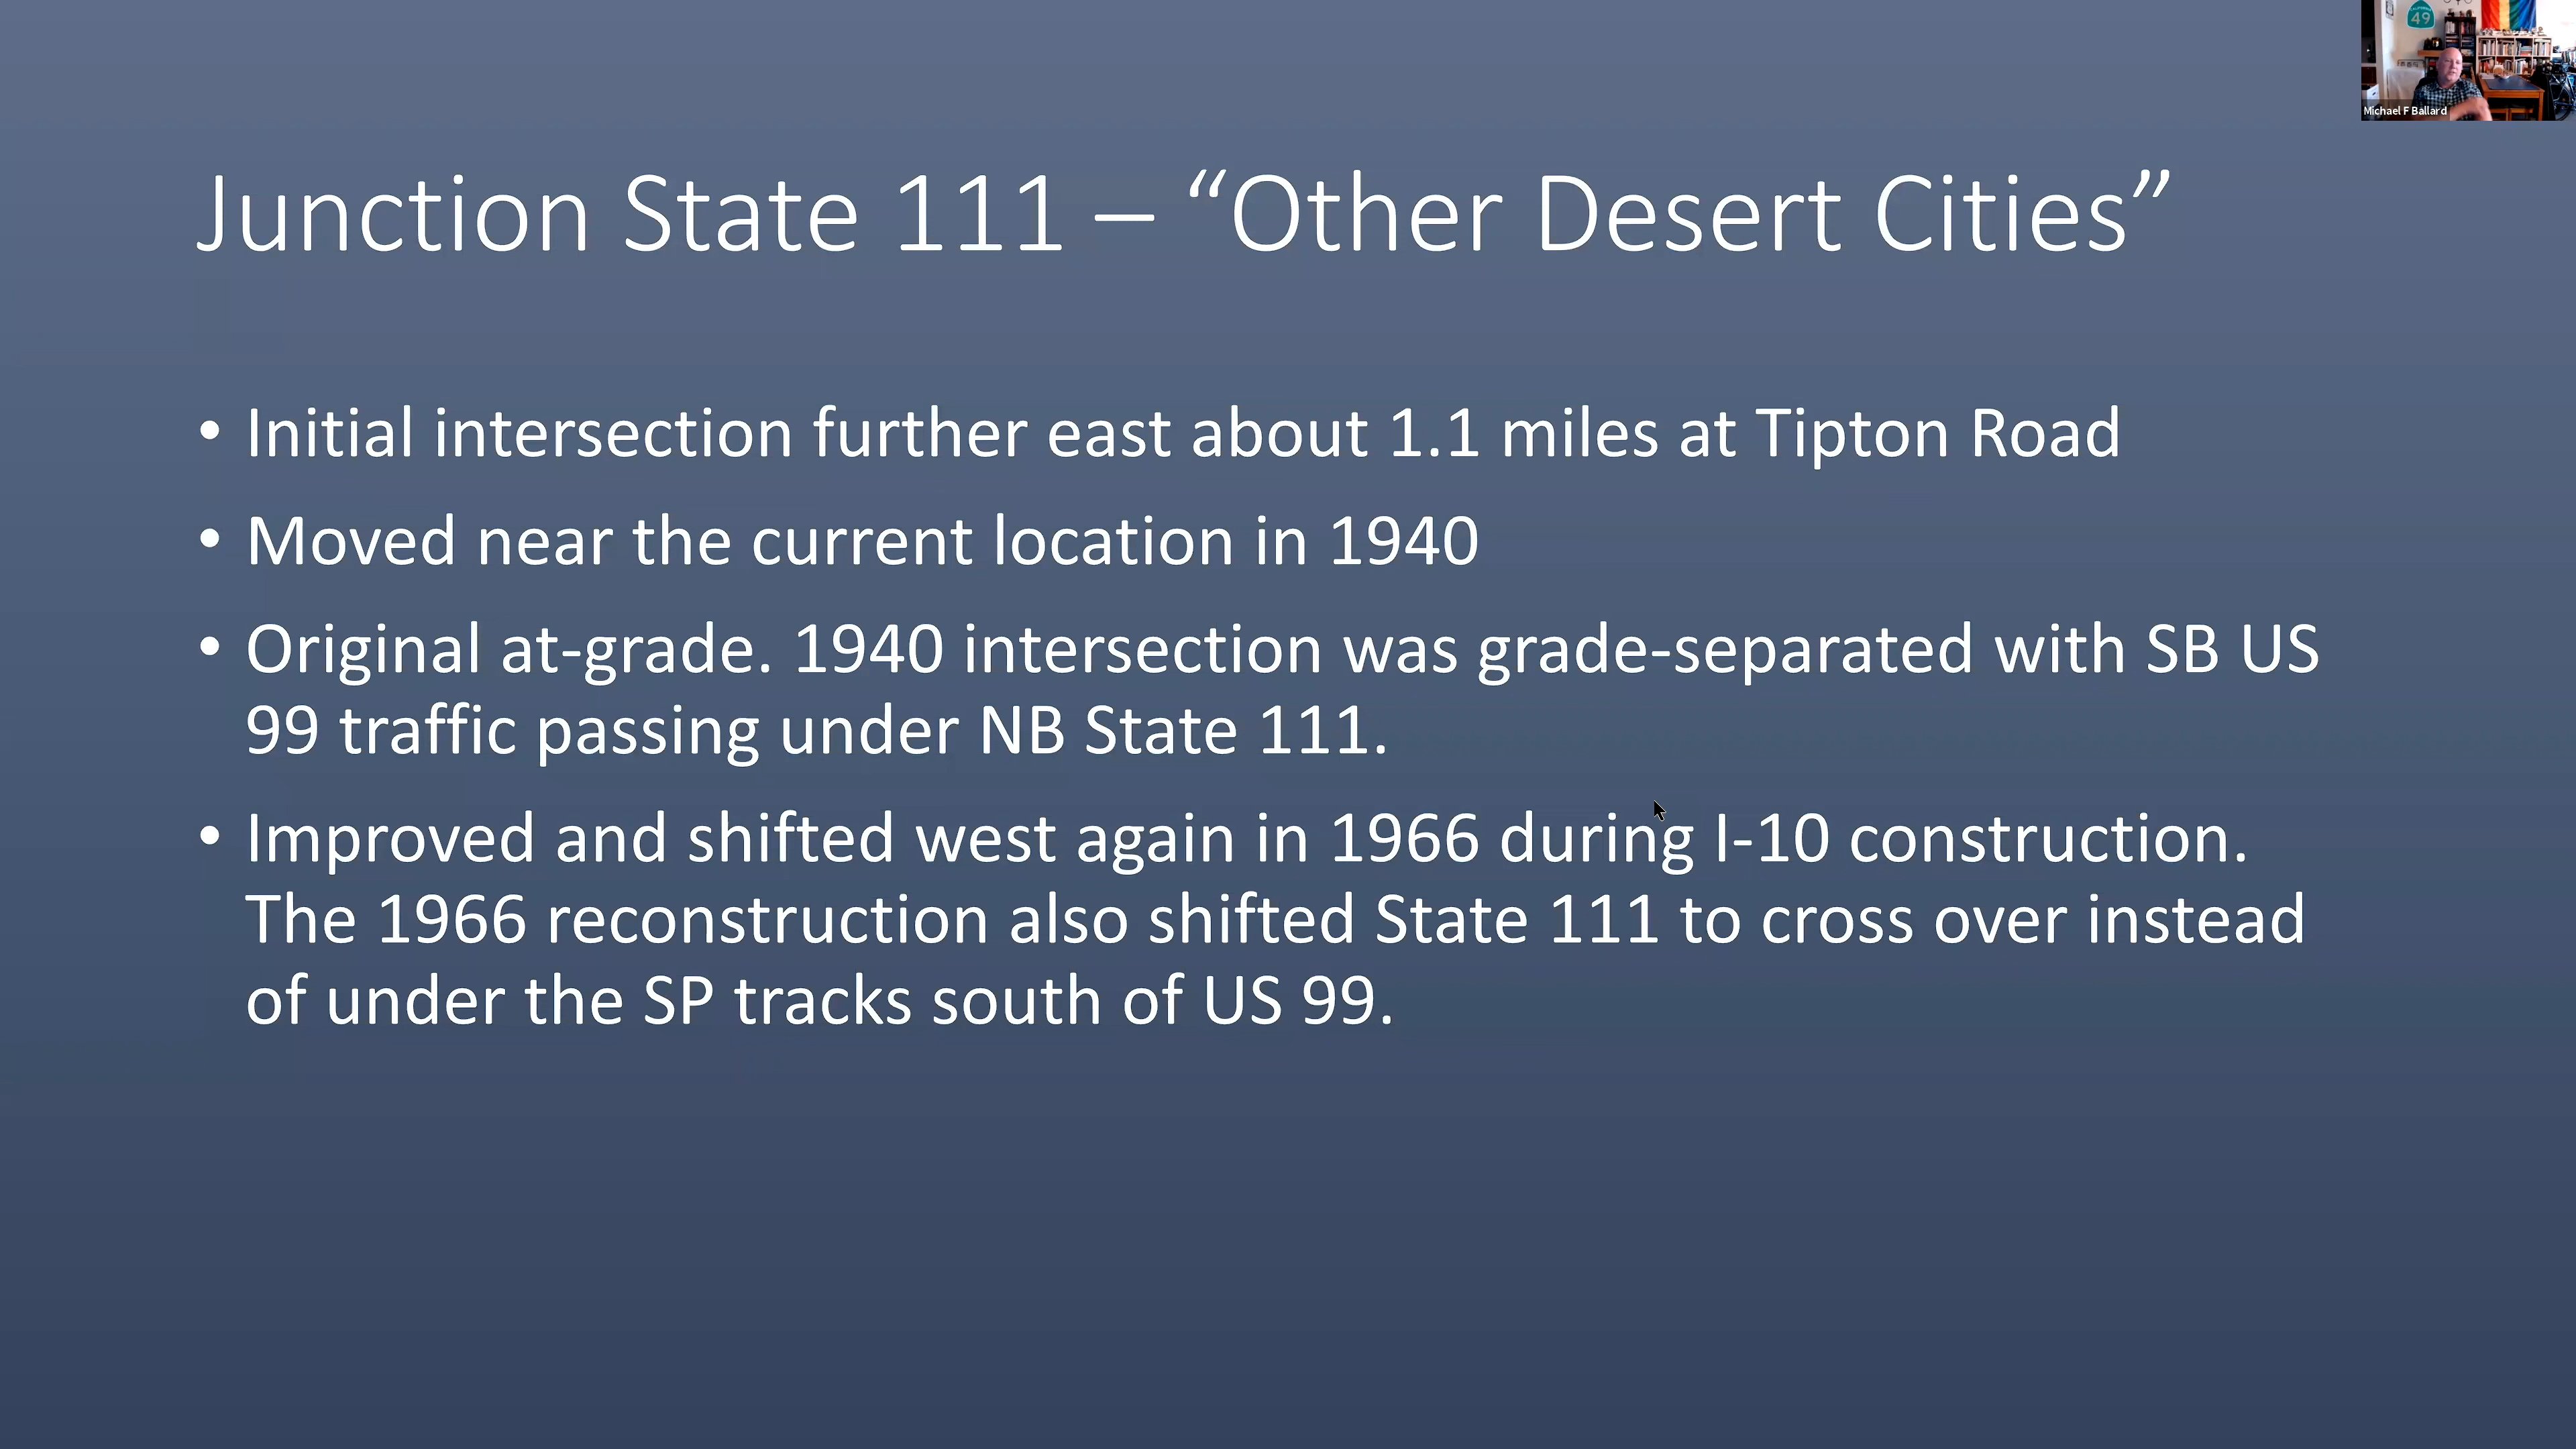 49
Michael F Ballard
Junction State 111 – “Other Desert Cities”
• Initial intersection further east about 1.1 miles at Tipton Road
• Moved near the current location in 1940
• Original at-grade. 1940 intersection was grade-separated with SB US
99 traffic passing under NB State 111.
• Improved and shifted west again in 1966 during I-10 construction.
The 1966 reconstruction also shifted State 111 to cross over instead
of under the SP tracks south of US 99.